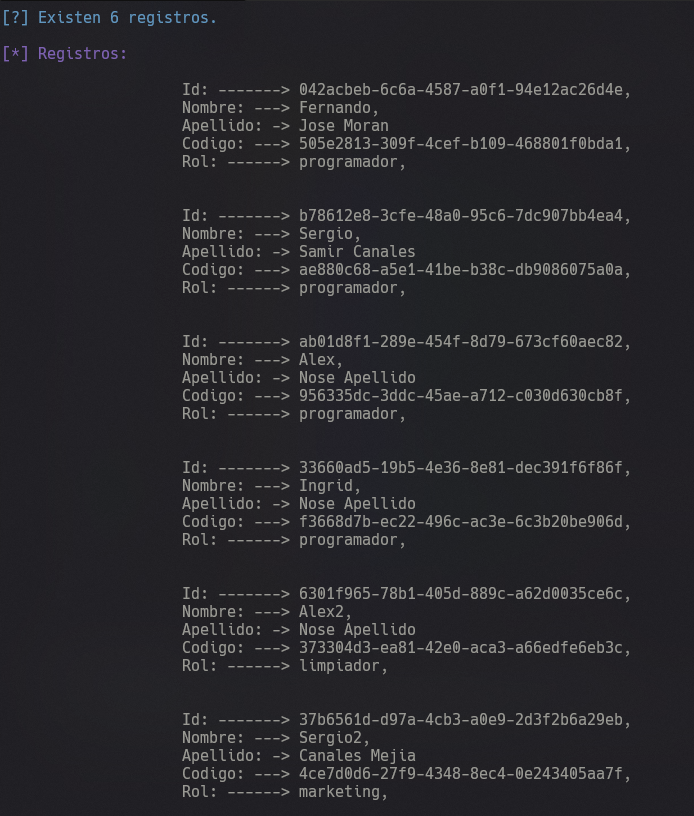 [?] Existen 6 registros.
[*] Registros:
Id: -------> 042acbeb-6c6a-4587-a0f1-94e12ac26d4e,
Nombre: ---> Fernando,
Apellido: -> Jose Moran
Codigo: ---> 505e2813-309f-4cef-b109-468801f0bda1,
Rol: ------> programador,
Id: -------> b78612e8-3cfe-48a0-95c6-7dc907bb4ea4,
Nombre: ---> Sergio,
Apellido: -> Samir Canales
Codigo: ---> ae880c68-a5e1-41be-b38c-db9086075a0a,
Rol: ------> programador,
Id: -------> ab01d8f1-289e-454f-8d79-673cf60aec82,
Nombre: ---> Alex,
Apellido: -> Nose Apellido
Codigo: ---> 956335dc-3ddc-45ae-a712-c030d630cb8f,
Rol: ------> programador,
Id: -------> 33660ad5-19b5-4e36-8e81-dec391f6f86f,
Nombre: ---> Ingrid,
Apellido: -> Nose Apellido
Codigo: ---> f3668d7b-ec22-496c-ac3e-6c3b20be906d,
Rol: ------> programador,
Id: -------> 6301f965-78b1-405d-889c-a62d0035ce6c,
Nombre: ---> Alex2,
Apellido: -> Nose Apellido
Codigo: ---> 373304d3-ea81-42e0-aca3-a66edfe6eb3c,
Rol: ------> limpiador,
Id: -------> 37b6561d-d97a-4cb3-a0e9-2d3f2b6a29eb,
Nombre: ---> Sergio2,
Apellido: -> Canales Mejia
Codigo: ---> 4ce7d0d6-27f9-4348-8ec4-0e243405aa7f,
Rol: ------> marketing,